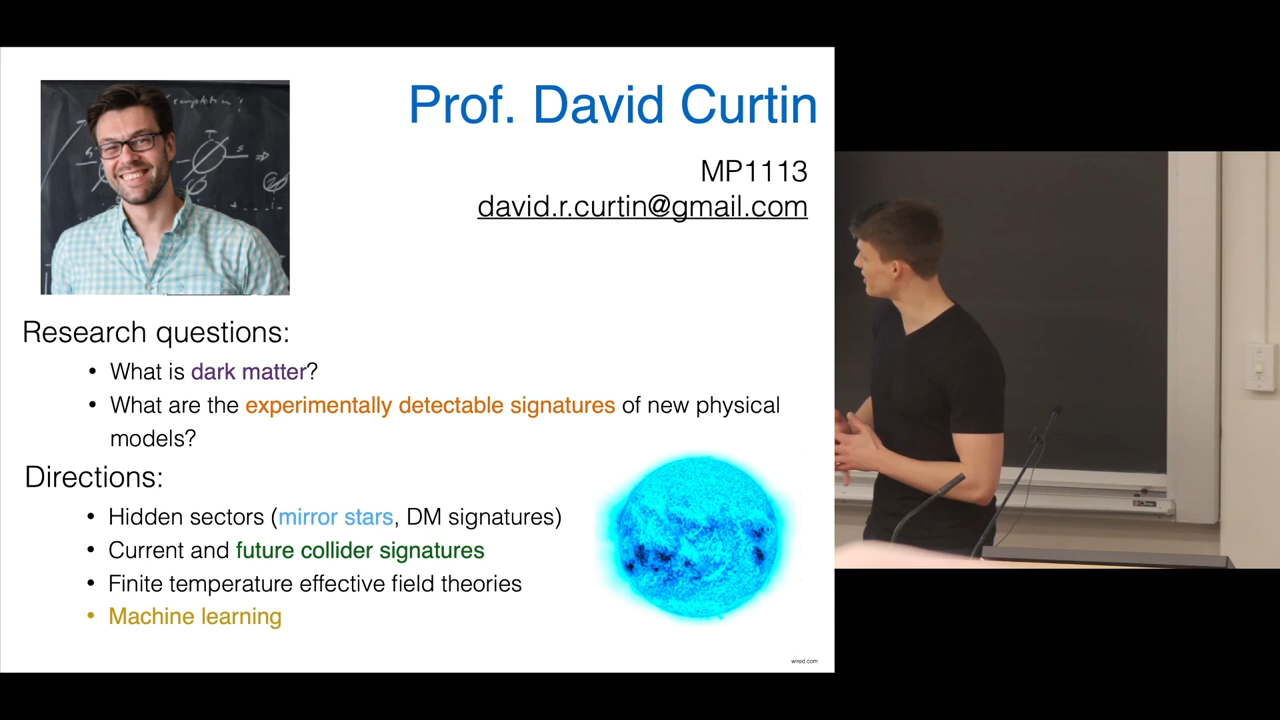 Prof. David Curtin
MP1113
david.r.curtin@gmail.com
Research questions:
• What is dark matter?
• What are the experimentally detectable signatures of new physical
models?
Directions:
• Hidden sectors (mirror stars, DM signatures)
• Current and future collider signatures
• Finite temperature effective field theories
• Machine learning
wired.com